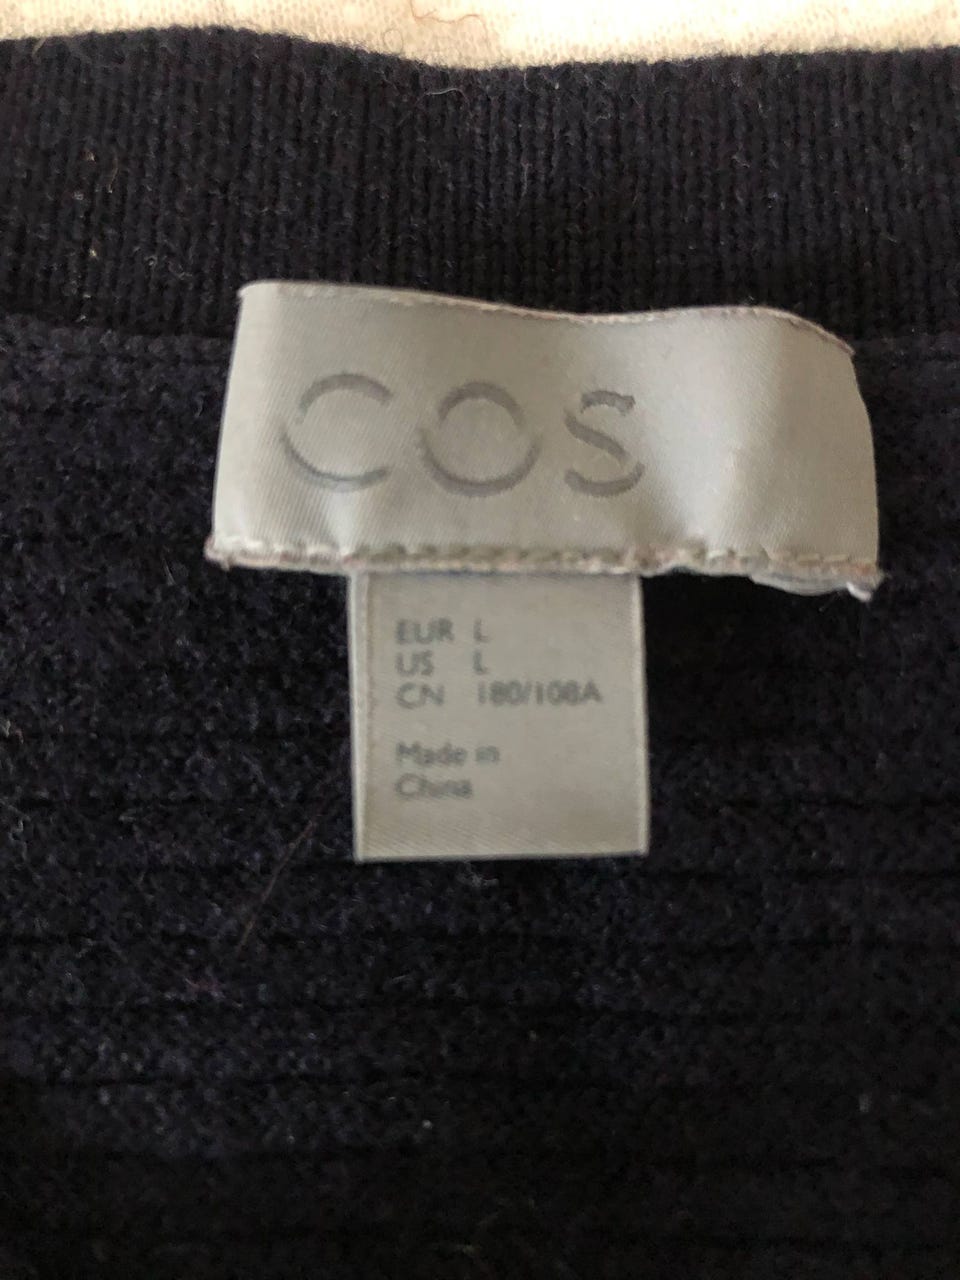 COS
EUR L
US L
CN 180/108A
Made in
China